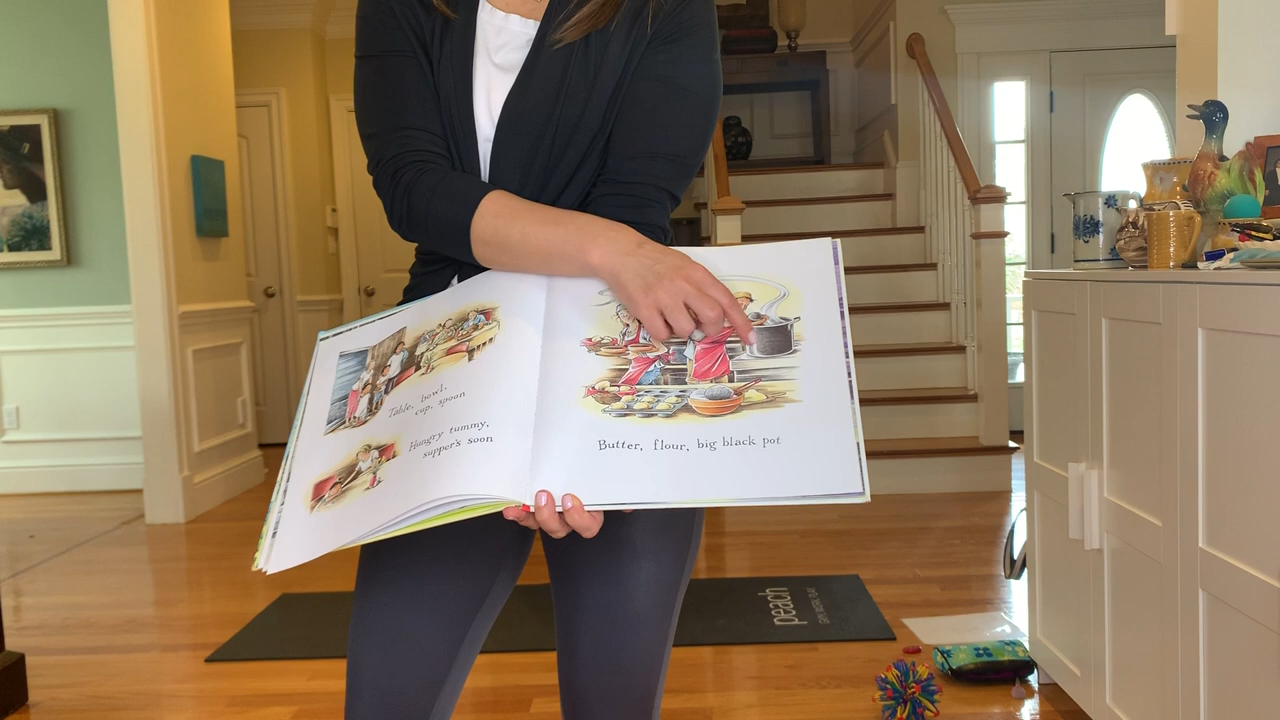 Table, bowl,
cup, spoon
Hungry tummy,
supper's soon
Butter, flour, big black pot
peach